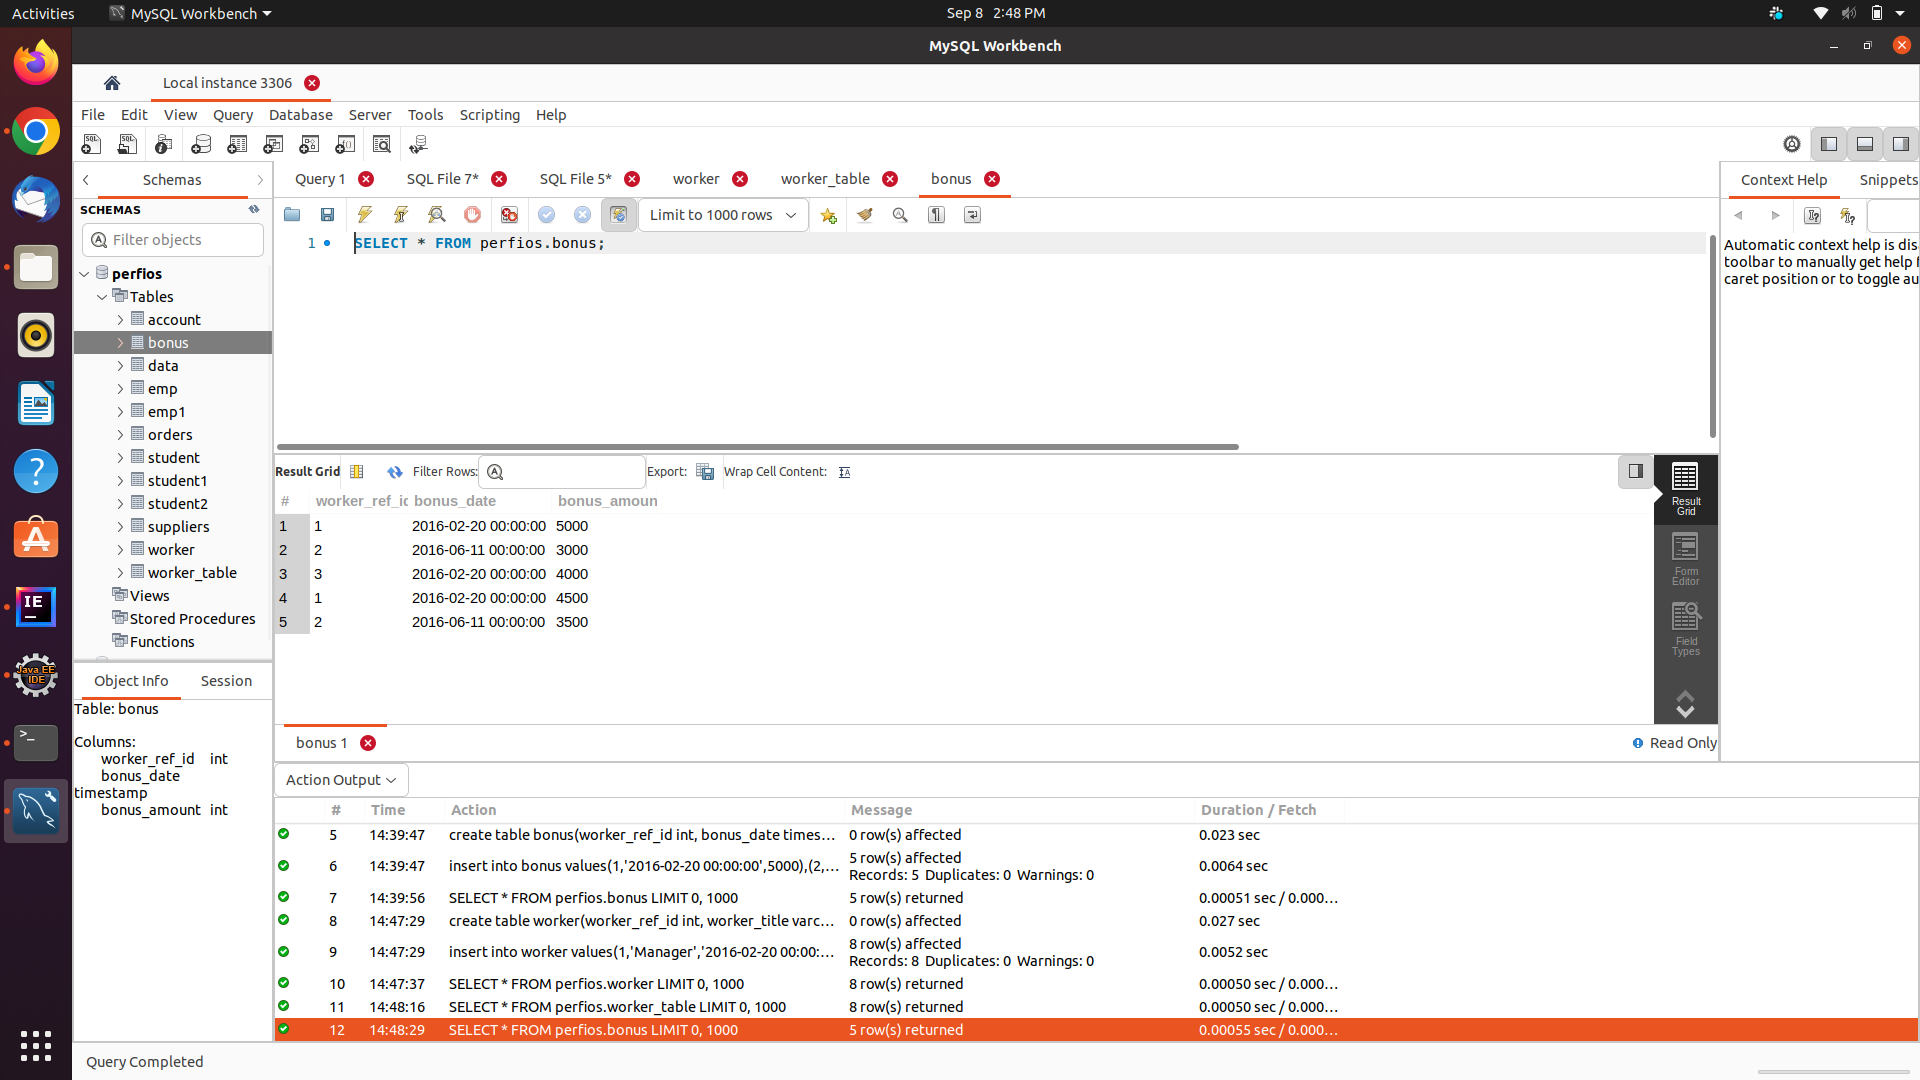 Activities
MySQL Workbench
Sep 8 2:48 PM
MySQL Workbench
Local instance 3306
File Edit View Query Database Server Tools Scripting Help
Schemas
Query 1
SQL File 7*
SQL File 5*
worker
worker_table
bonus
Context Help
Snippets
SCHEMAS
Filter objects
Limit to 1000 rows
1
SELECT * FROM perfios.bonus;
Automatic context help is dis
toolbar to manually get help f
caret position or to toggle au
perfios
Tables
account
bonus
data
emp
emp1
orders
student
student1
student2
suppliers
worker
worker_table
Views
Stored Procedures
Functions
Result Grid
Filter Rows:
Export:
Wrap Cell Content:
# worker_ref_ic bonus_date bonus_amoun
1 1 2016-02-20 00:00:00 5000
2 2 2016-06-11 00:00:00 3000
3 3 2016-02-20 00:00:00 4000
4 1 2016-02-20 00:00:00 4500
5 2 2016-06-11 00:00:00 3500
Result
Grid
Form
Editor
Field
Types
Object Info
Session
Table: bonus
Columns:
worker_ref_id int
bonus_date
timestamp
bonus_amount int
bonus 1
Read Only
Action Output
# Time Action Message Duration / Fetch
5 14:39:47 create table bonus(worker_ref_id int, bonus_date times... 0 row(s) affected 0.023 sec
6 14:39:47 insert into bonus values(1,'2016-02-20 00:00:00',5000),(2,... 5 row(s) affected
Records: 5 Duplicates: 0 Warnings: 0 0.0064 sec
7 14:39:56 SELECT * FROM perfios.bonus LIMIT 0, 1000 5 row(s) returned 0.00051 sec / 0.000...
8 14:47:29 create table worker(worker_ref_id int, worker_title varc... 0 row(s) affected 0.027 sec
9 14:47:29 insert into worker values(1,'Manager','2016-02-20 00:00:... 8 row(s) affected
Records: 8 Duplicates: 0 Warnings: 0 0.0052 sec
10 14:47:37 SELECT * FROM perfios.worker LIMIT 0, 1000 8 row(s) returned 0.00050 sec / 0.000...
11 14:48:16 SELECT * FROM perfios.worker_table LIMIT 0, 1000 8 row(s) returned 0.00050 sec / 0.000...
12 14:48:29 SELECT * FROM perfios.bonus LIMIT 0, 1000 5 row(s) returned 0.00055 sec / 0.000...
Query Completed
IE
Java EE
IDE